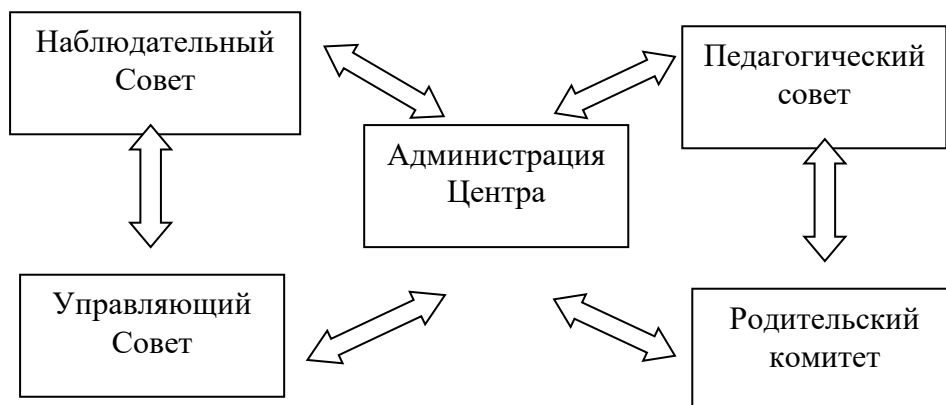 Наблюдательный
Совет
Педагогический
совет
Администрация
Центра
Управляющий
Совет
Родительский
комитет